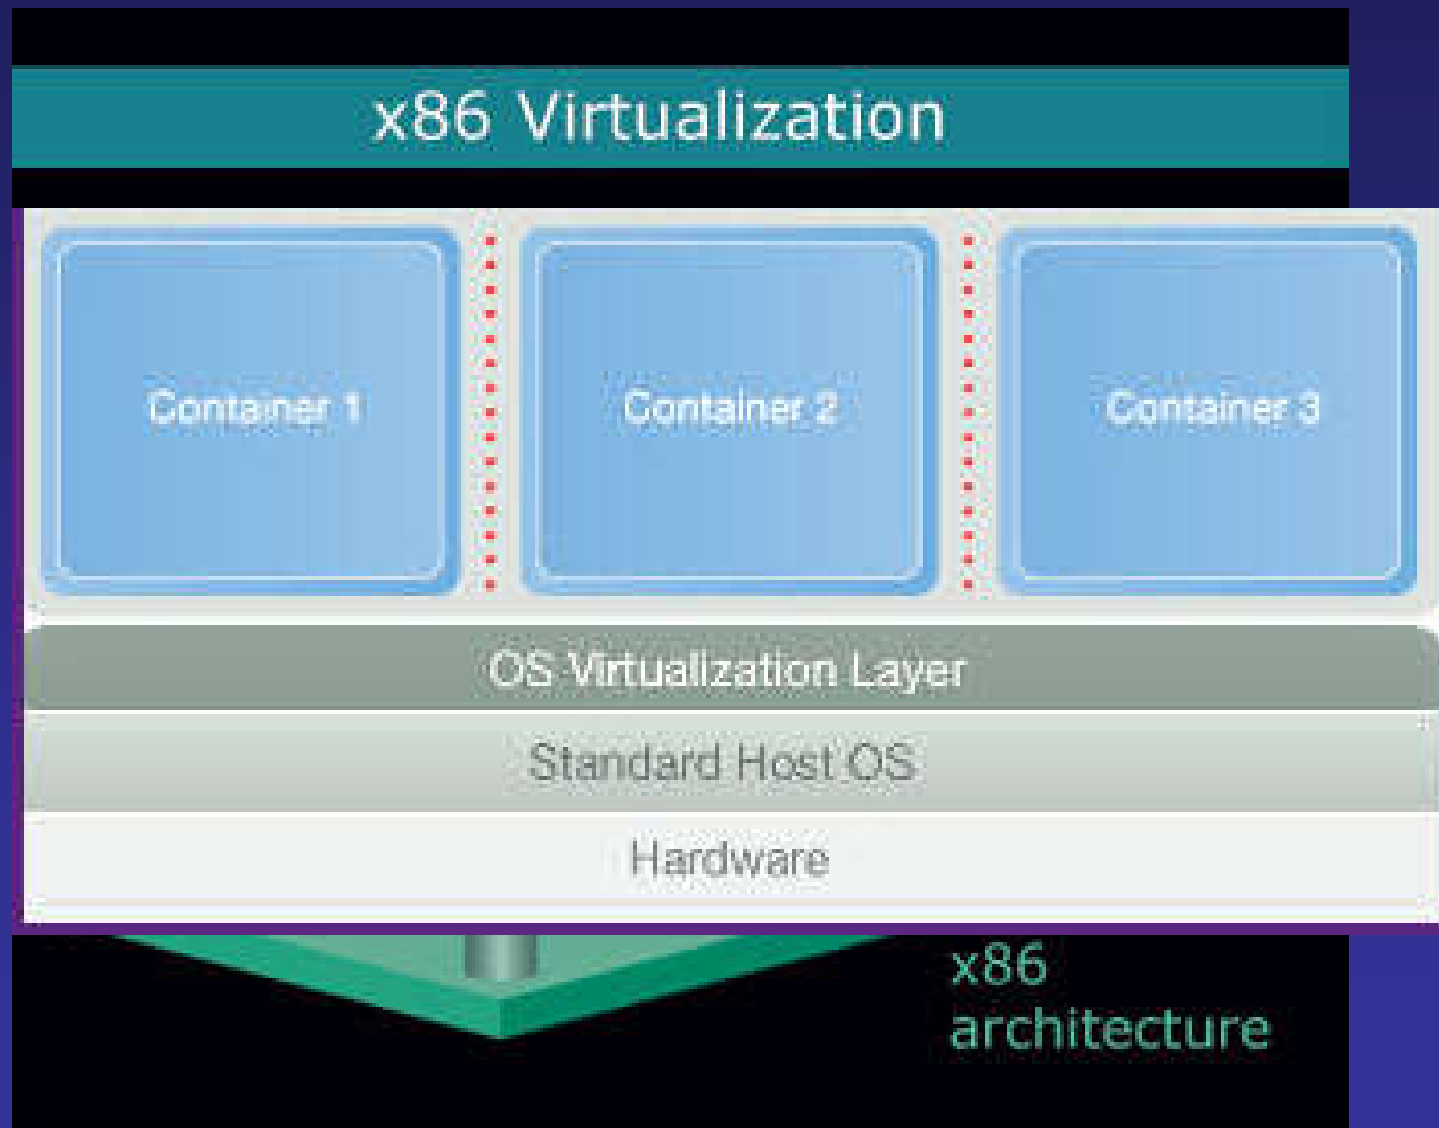 x86 Virtualization
Container 1
Container 2
Container 3
OS Virtualization Layer
Standard Host OS
Hardware
x86
architecture